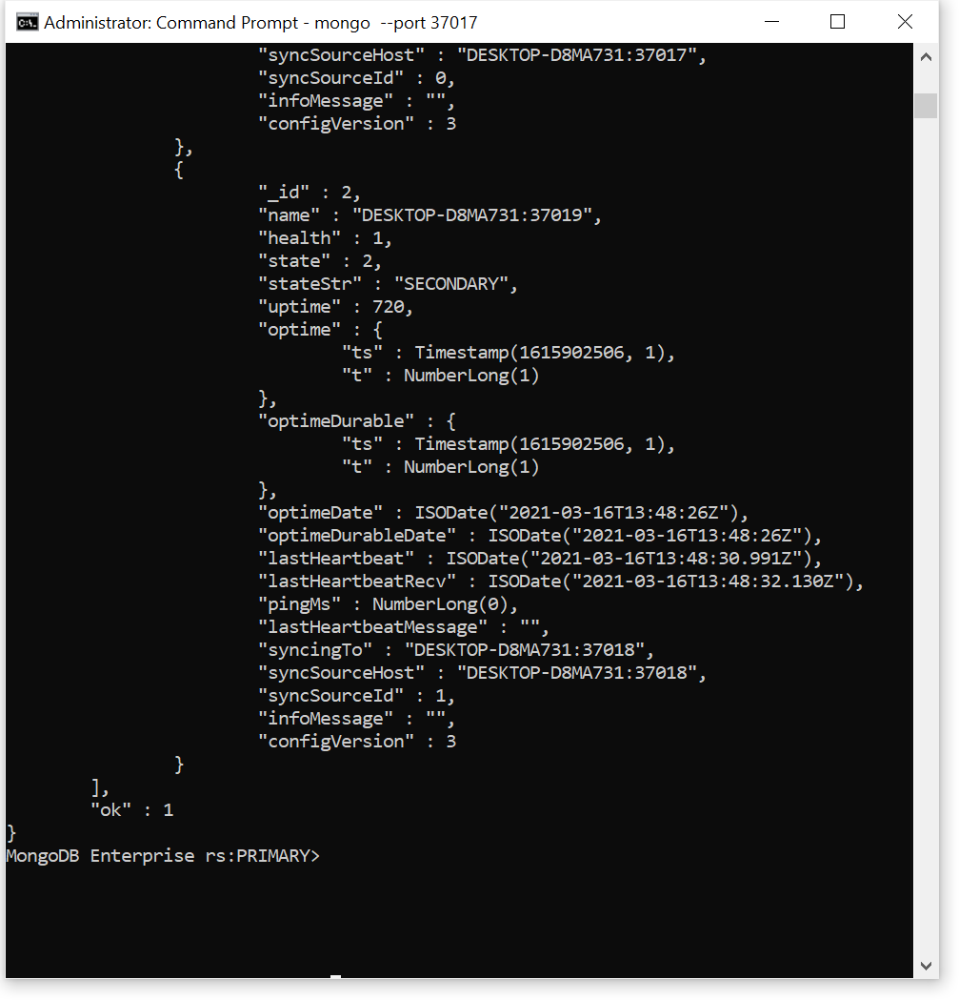 Administrator: Command Prompt - mongo  --port 37017
"syncSourceHost" : "DESKTOP-D8MA731:37017",
"syncSourceId" : 0,
"infoMessage" : "",
"configVersion" : 3
},
{
"_id" : 2,
"name" : "DESKTOP-D8MA731:37019",
"health" : 1,
"state" : 2,
"stateStr" : "SECONDARY",
"uptime" : 720,
"optime" : {
"ts" : Timestamp(1615902506, 1),
"t" : NumberLong(1)
},
"optimeDurable" : {
"ts" : Timestamp(1615902506, 1),
"t" : NumberLong(1)
},
"optimeDate" : ISODate("2021-03-16T13:48:26Z"),
"optimeDurableDate" : ISODate("2021-03-16T13:48:26Z"),
"lastHeartbeat" : ISODate("2021-03-16T13:48:30.991Z"),
"lastHeartbeatRecv" : ISODate("2021-03-16T13:48:32.130Z"),
"pingMs" : NumberLong(0),
"lastHeartbeatMessage" : "",
"syncingTo" : "DESKTOP-D8MA731:37018",
"syncSourceHost" : "DESKTOP-D8MA731:37018",
"syncSourceId" : 1,
"infoMessage" : "",
"configVersion" : 3
}
],
"ok" : 1
}
MongoDB Enterprise rs:PRIMARY>